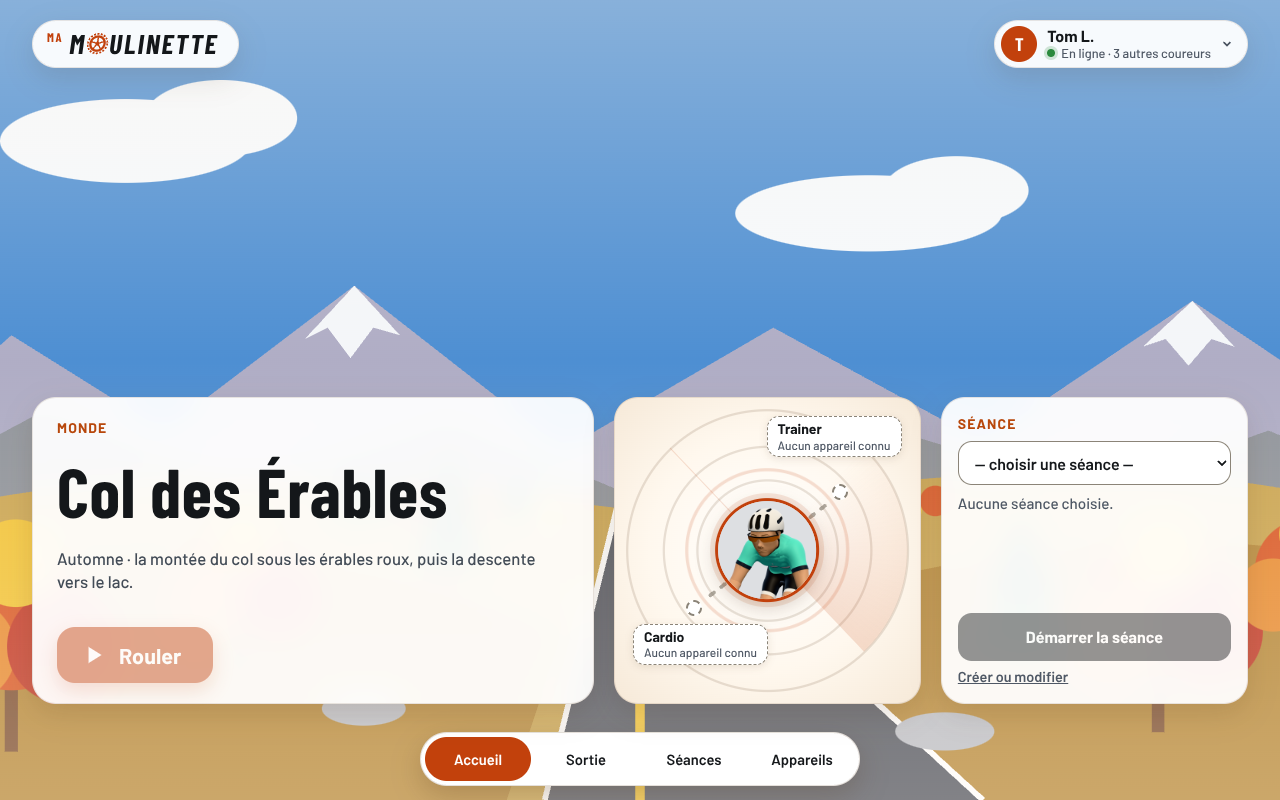 MA MOULINETTE
T
Tom L.
En ligne · 3 autres coureurs
MONDE
Col des Érables
Automne · la montée du col sous les érables roux, puis la descente
vers le lac.
Rouler
Trainer
Aucun appareil connu
Cardio
Aucun appareil connu
SÉANCE
— choisir une séance —
Aucune séance choisie.
Démarrer la séance
Créer ou modifier
Accueil
Sortie
Séances
Appareils